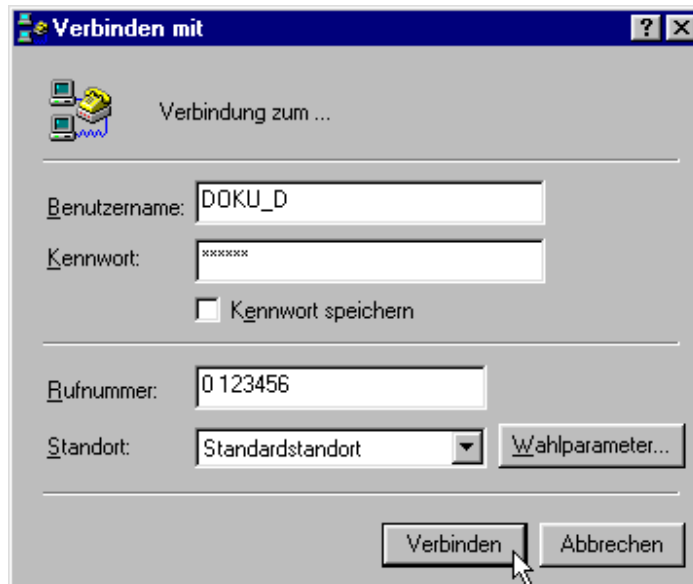 Verbinden mit
Verbindung zum ...
Benutzername: DOKU_D
Kennwort: ******
Kennwort speichern
Rufnummer: 0 123456
Standort: Standardstandort Wahlparameter...
Verbinden Abbrechen